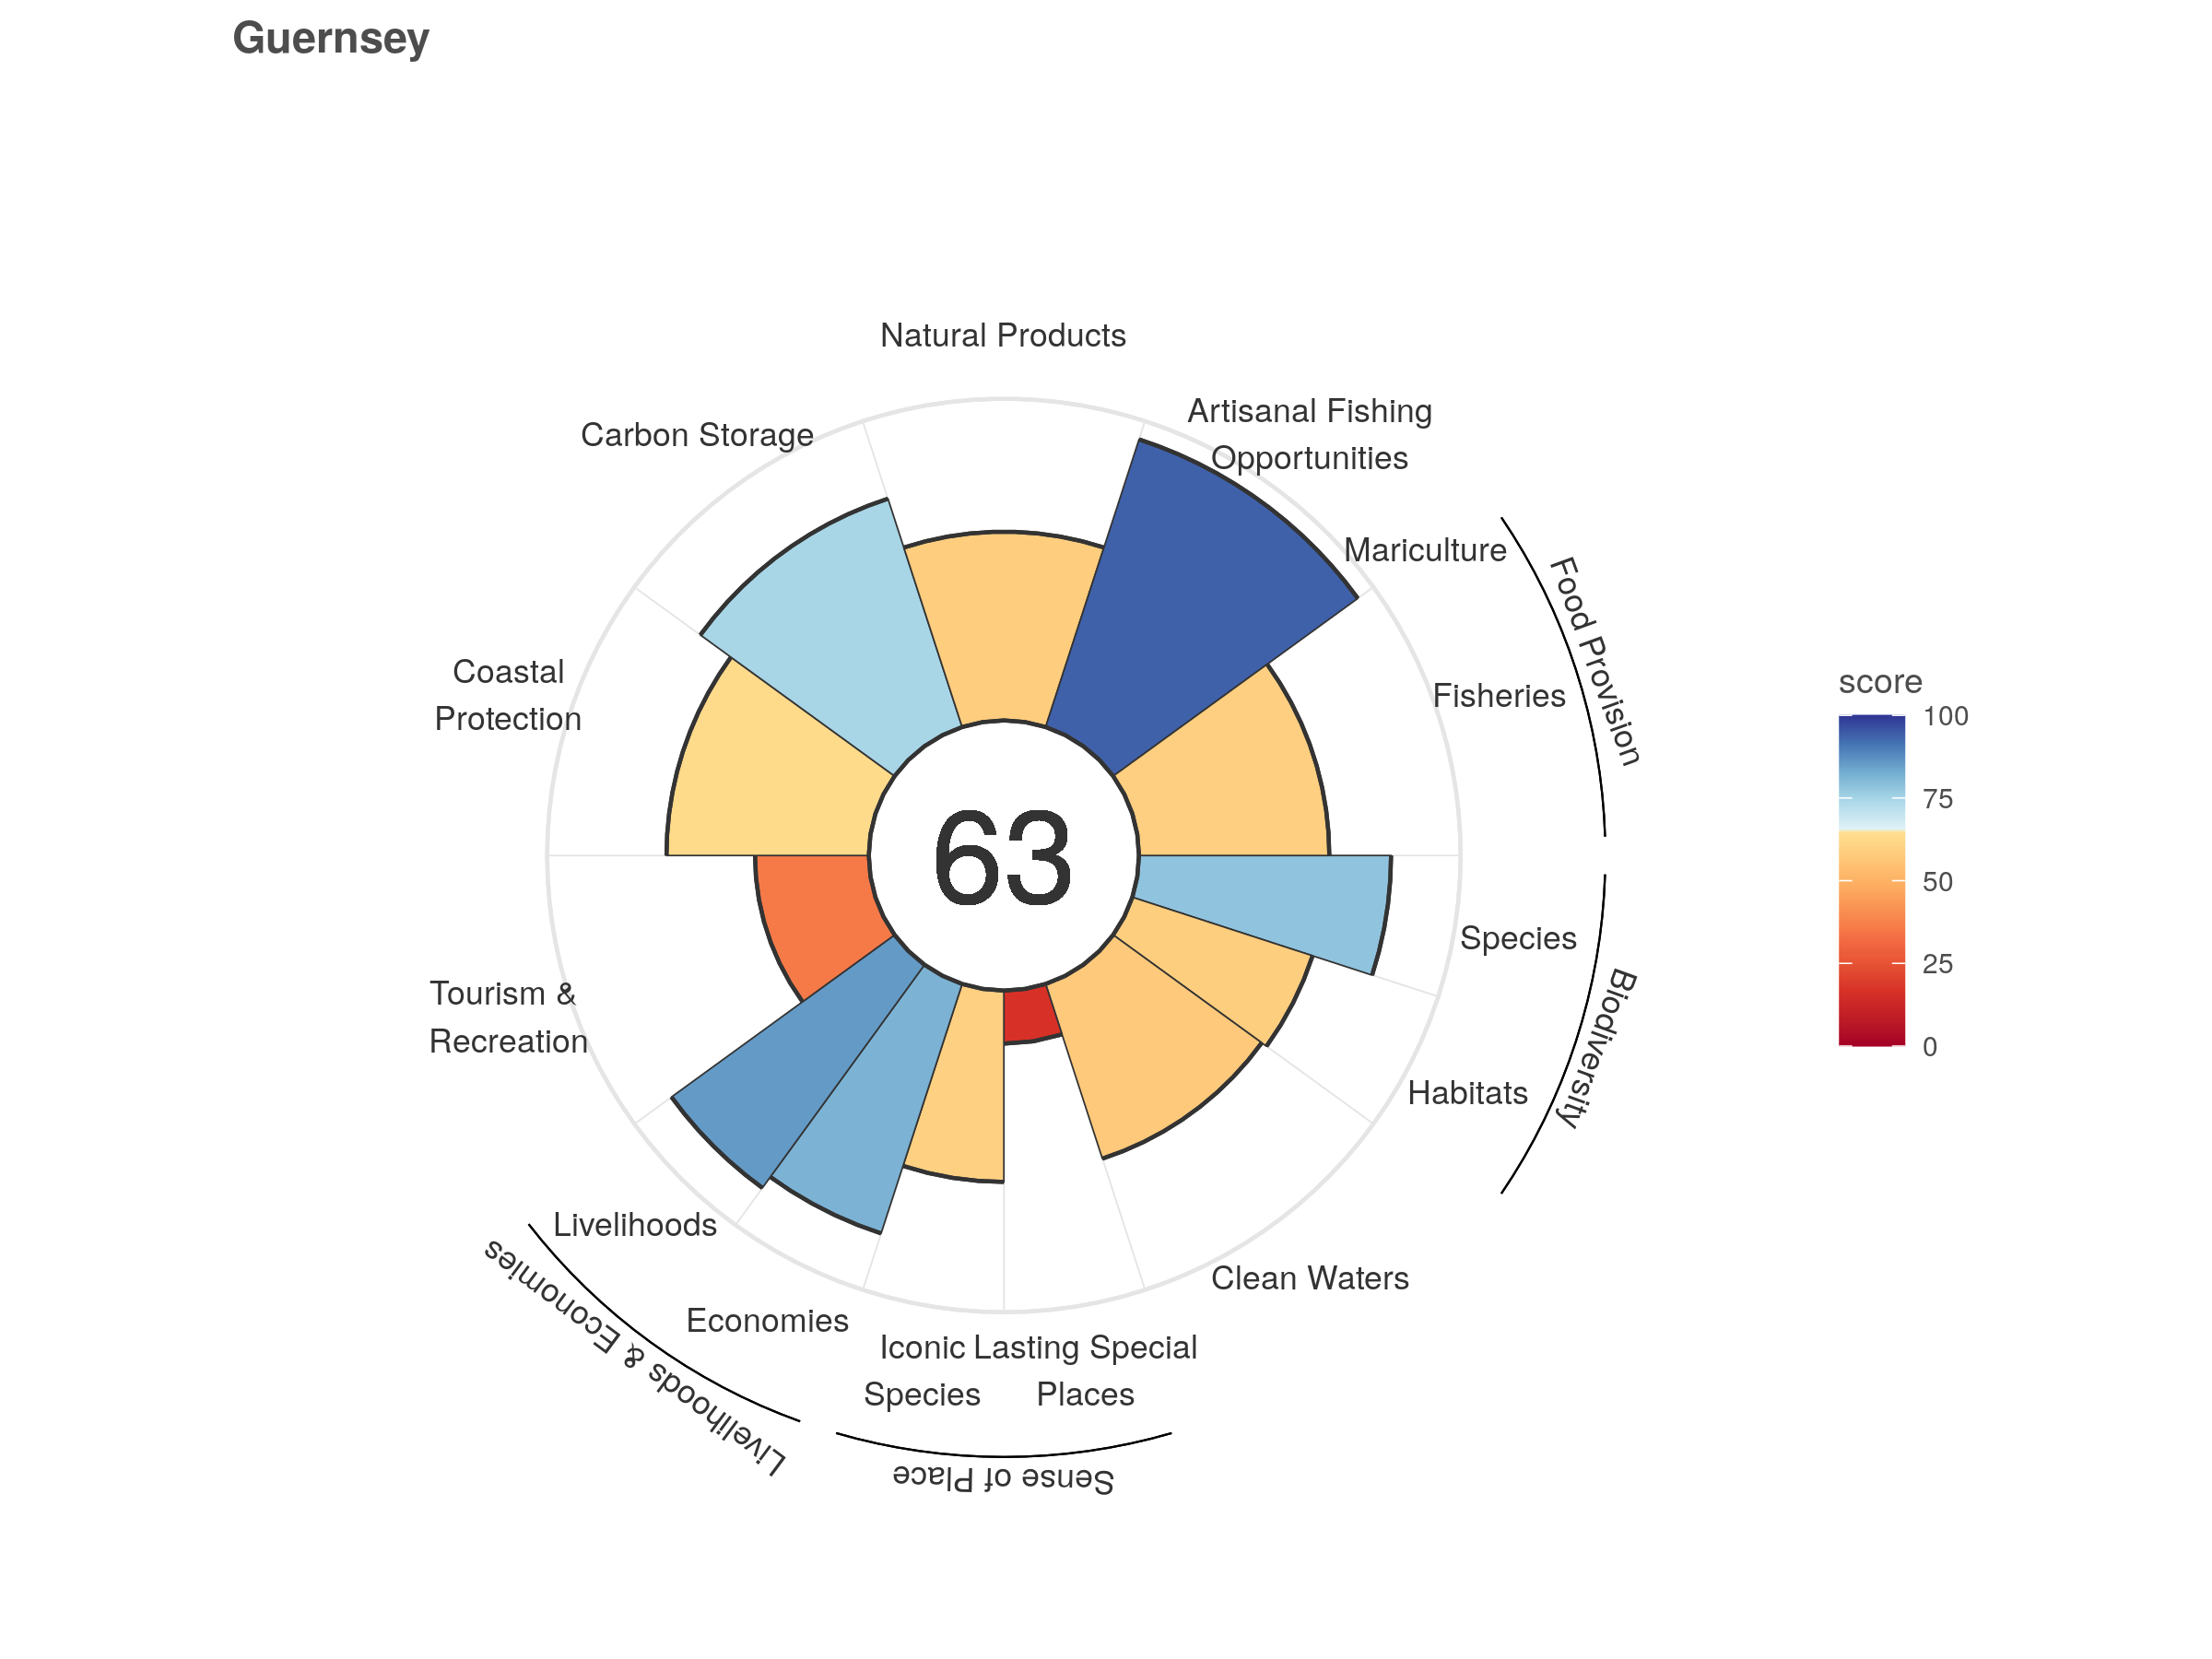 Guernsey
Natural Products
Artisanal Fishing
Opportunities
Carbon Storage
Mariculture
Food Provision
Coastal
Protection
Fisheries
score
100
75
50
25
0
63
Species
Biodiversity
Tourism &
Recreation
Habitats
Livelihoods
Livelihoods & Economies
Clean Waters
Economies
Iconic
Species
Lasting Special
Places
Sense of Place